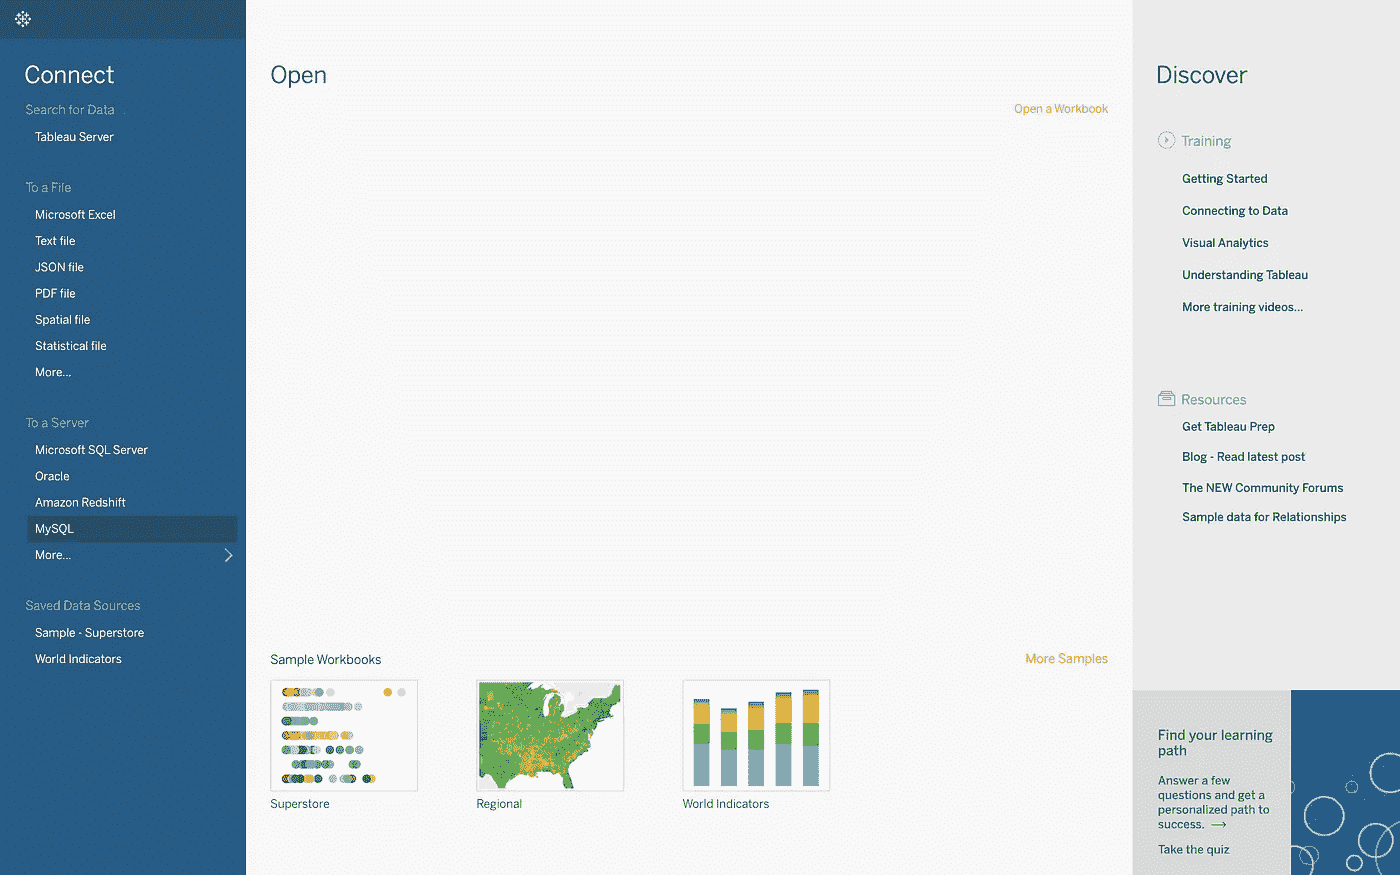 Connect
Search for Data
Tableau Server
To a File
Microsoft Excel
Text file
JSON file
PDF file
Spatial file
Statistical file
More...
To a Server
Microsoft SQL Server
Oracle
Amazon Redshift
MySQL
More...
Saved Data Sources
Sample - Superstore
World Indicators
Open
Open a Workbook
Sample Workbooks
More Samples
Superstore
Regional
World Indicators
Discover
Training
Getting Started
Connecting to Data
Visual Analytics
Understanding Tableau
More training videos...
Resources
Get Tableau Prep
Blog - Read latest post
The NEW Community Forums
Sample data for Relationships
Find your learning
path
Answer a few
questions and get a
personalized path to
success. →
Take the quiz